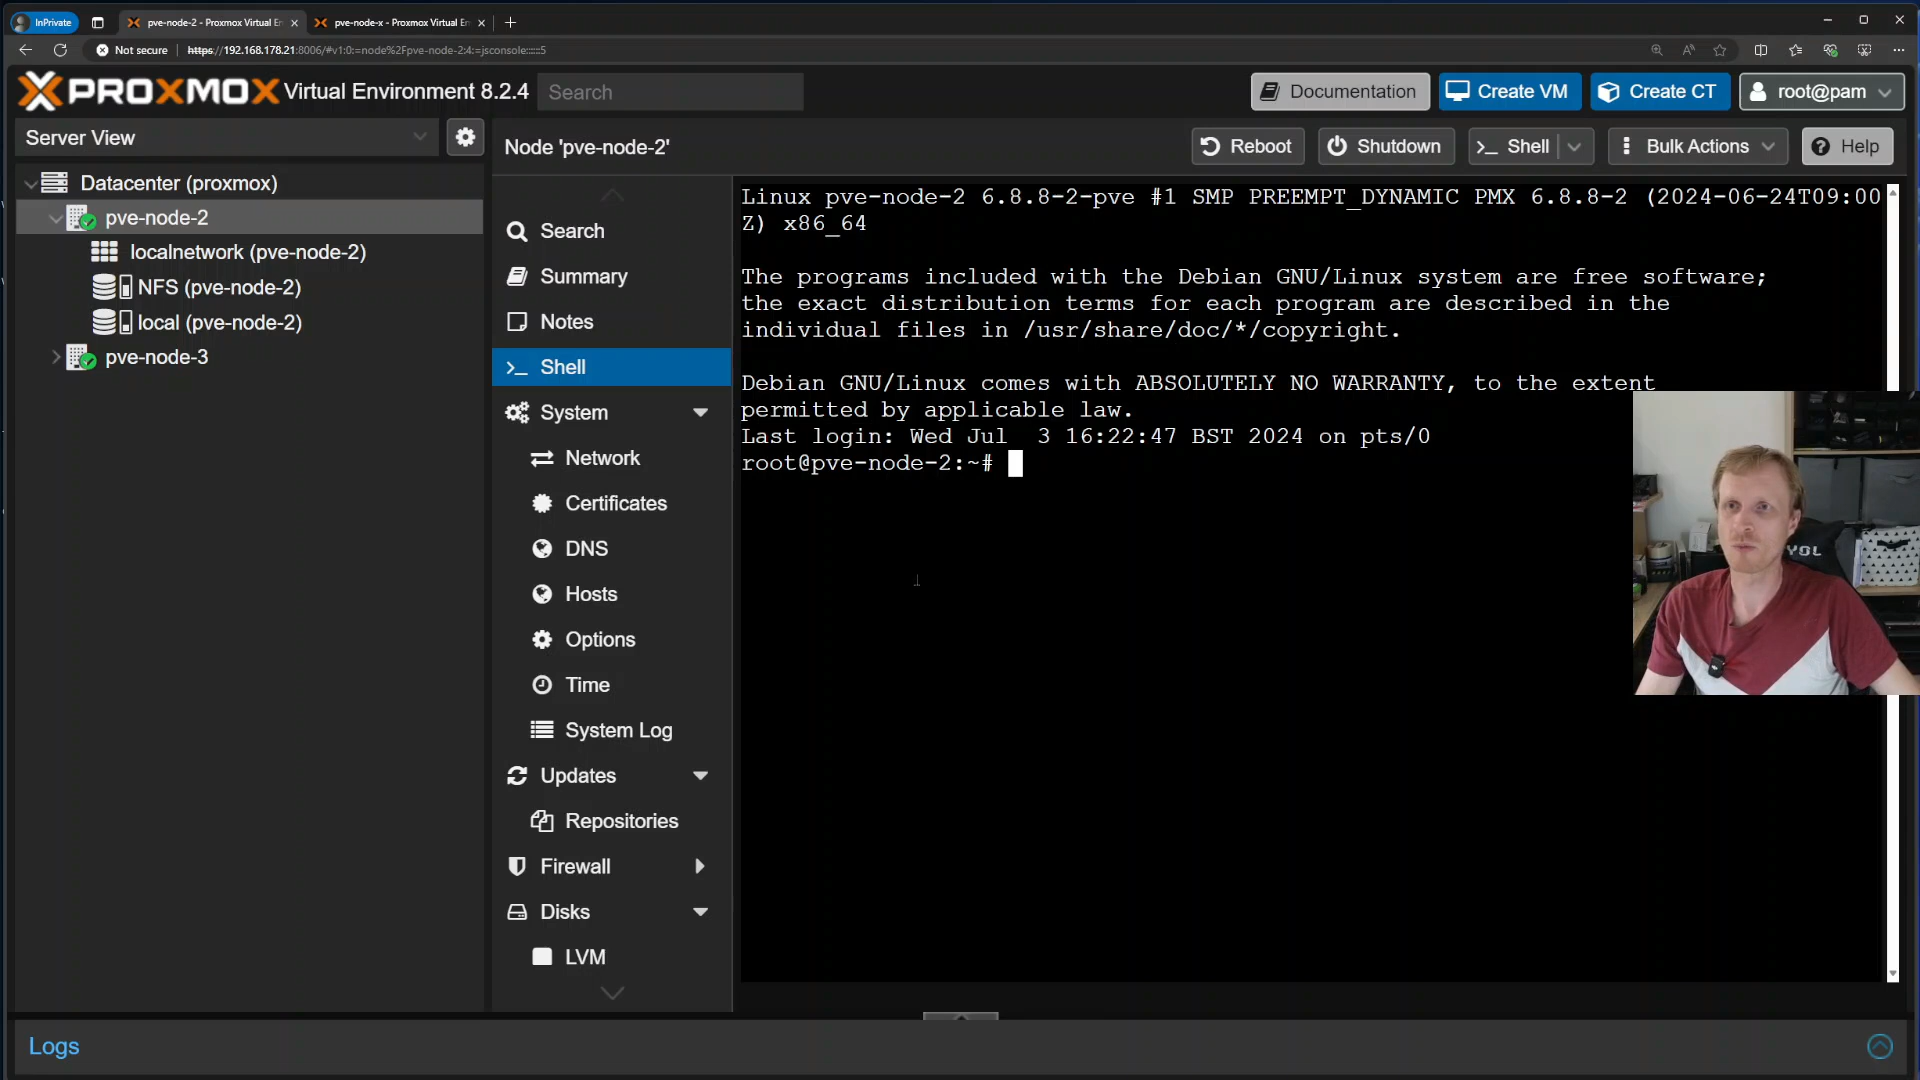 InPrivate
pve-node-2 - Proxmox Virtual En
pve-node-x - Proxmox Virtual En
Not secure
https://192.168.178.21:8006/#v1:0:=node%2Fpve-node-2:4:=jsconsole::::::5
PROXMOX Virtual Environment 8.2.4
Search
Documentation
Create VM
Create CT
root@pam
Server View
Node 'pve-node-2'
Reboot
Shutdown
>_ Shell
Bulk Actions
Help
Datacenter (proxmox)
pve-node-2
localnetwork (pve-node-2)
NFS (pve-node-2)
local (pve-node-2)
pve-node-3
Search
Summary
Notes
>_ Shell
System
Network
Certificates
DNS
Hosts
Options
Time
System Log
Updates
Repositories
Firewall
Disks
LVM
Linux pve-node-2 6.8.8-2-pve #1 SMP PREEMPT_DYNAMIC PMX 6.8.8-2 (2024-06-24T09:00
Z) x86_64
The programs included with the Debian GNU/Linux system are free software;
the exact distribution terms for each program are described in the
individual files in /usr/share/doc/*/copyright.
Debian GNU/Linux comes with ABSOLUTELY NO WARRANTY, to the extent
permitted by applicable law.
Last login: Wed Jul  3 16:22:47 BST 2024 on pts/0
root@pve-node-2:~#
Logs